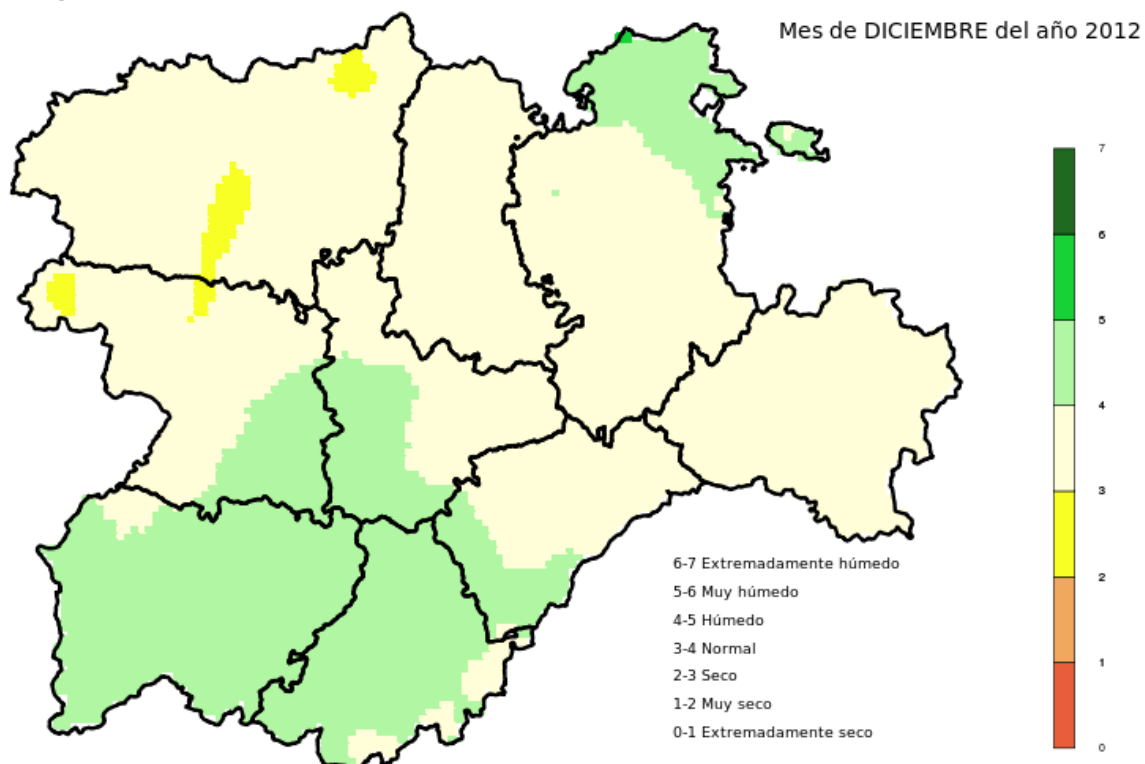 Mes de DICIEMBRE del año 2012
7
6
5
4
3
2
1
0
6-7 Extremadamente húmedo
5-6 Muy húmedo
4-5 Húmedo
3-4 Normal
2-3 Seco
1-2 Muy seco
0-1 Extremadamente seco